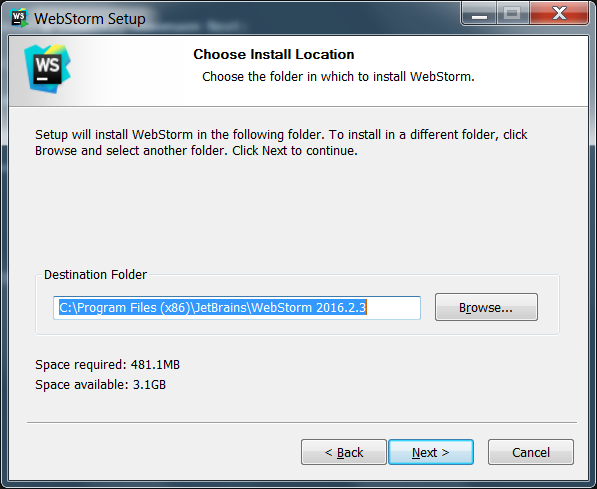 WebStorm Setup
WS
Choose Install Location
Choose the folder in which to install WebStorm.
Setup will install WebStorm in the following folder. To install in a different folder, click
Browse and select another folder. Click Next to continue.
Destination Folder
C:\Program Files (x86)\JetBrains\WebStorm 2016.2.3
Browse...
Space required: 481.1MB
Space available: 3.1GB
< Back
Next >
Cancel